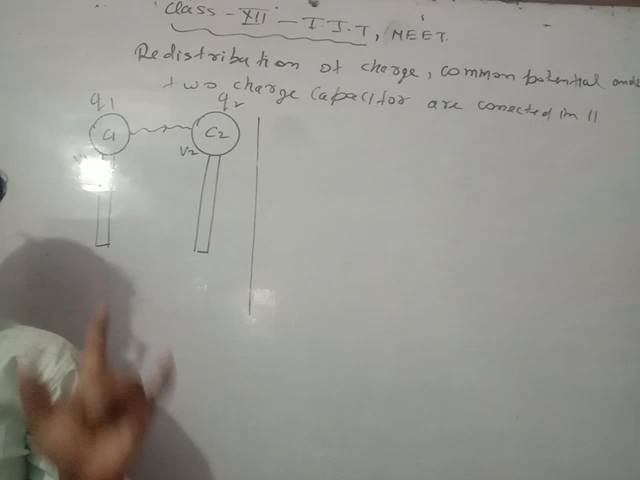 Class - XII - I.I.T, NEET.
Redistribution of charge, common potential and
two charge Capacitor are conected in ||
q1 q2
C1 C2
V2